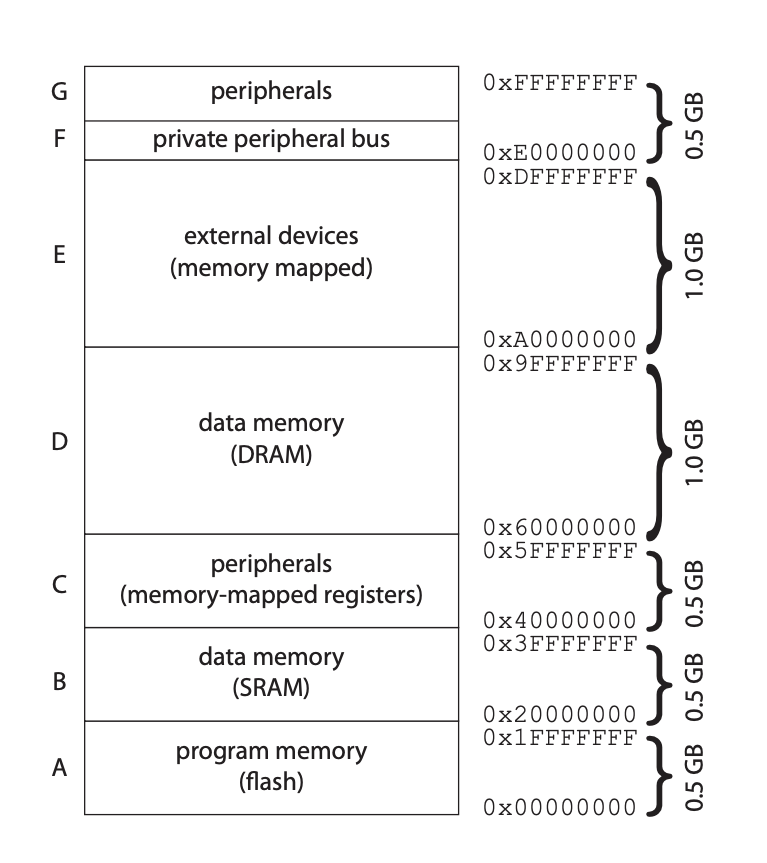 G
peripherals
0xFFFFFFFF
0.5 GB
F
private peripheral bus
0xE0000000
0xDFFFFFFF
E
external devices
(memory mapped)
1.0 GB
0xA0000000
0x9FFFFFFF
D
data memory
(DRAM)
1.0 GB
0x60000000
0x5FFFFFFF
C
peripherals
(memory-mapped registers)
0.5 GB
0x40000000
0x3FFFFFFF
B
data memory
(SRAM)
0.5 GB
0x20000000
0x1FFFFFFF
A
program memory
(flash)
0.5 GB
0x00000000